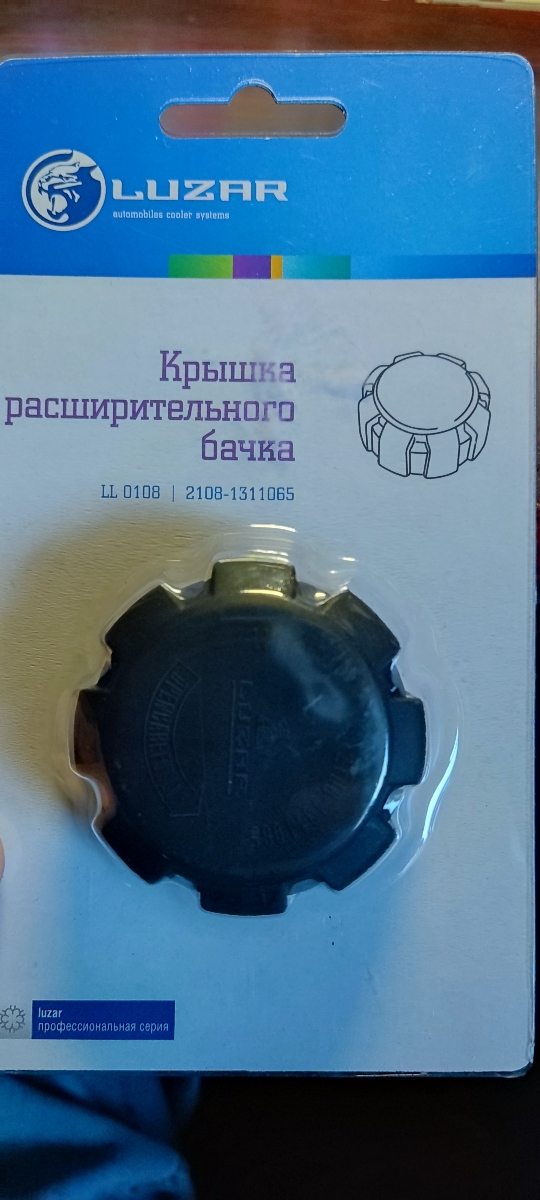 LUZAR
automobiles cooler systems
Крышка
расширительного
бачка
LL 0108 | 2108-1311065
LUZAR
luzar
профессиональная серия